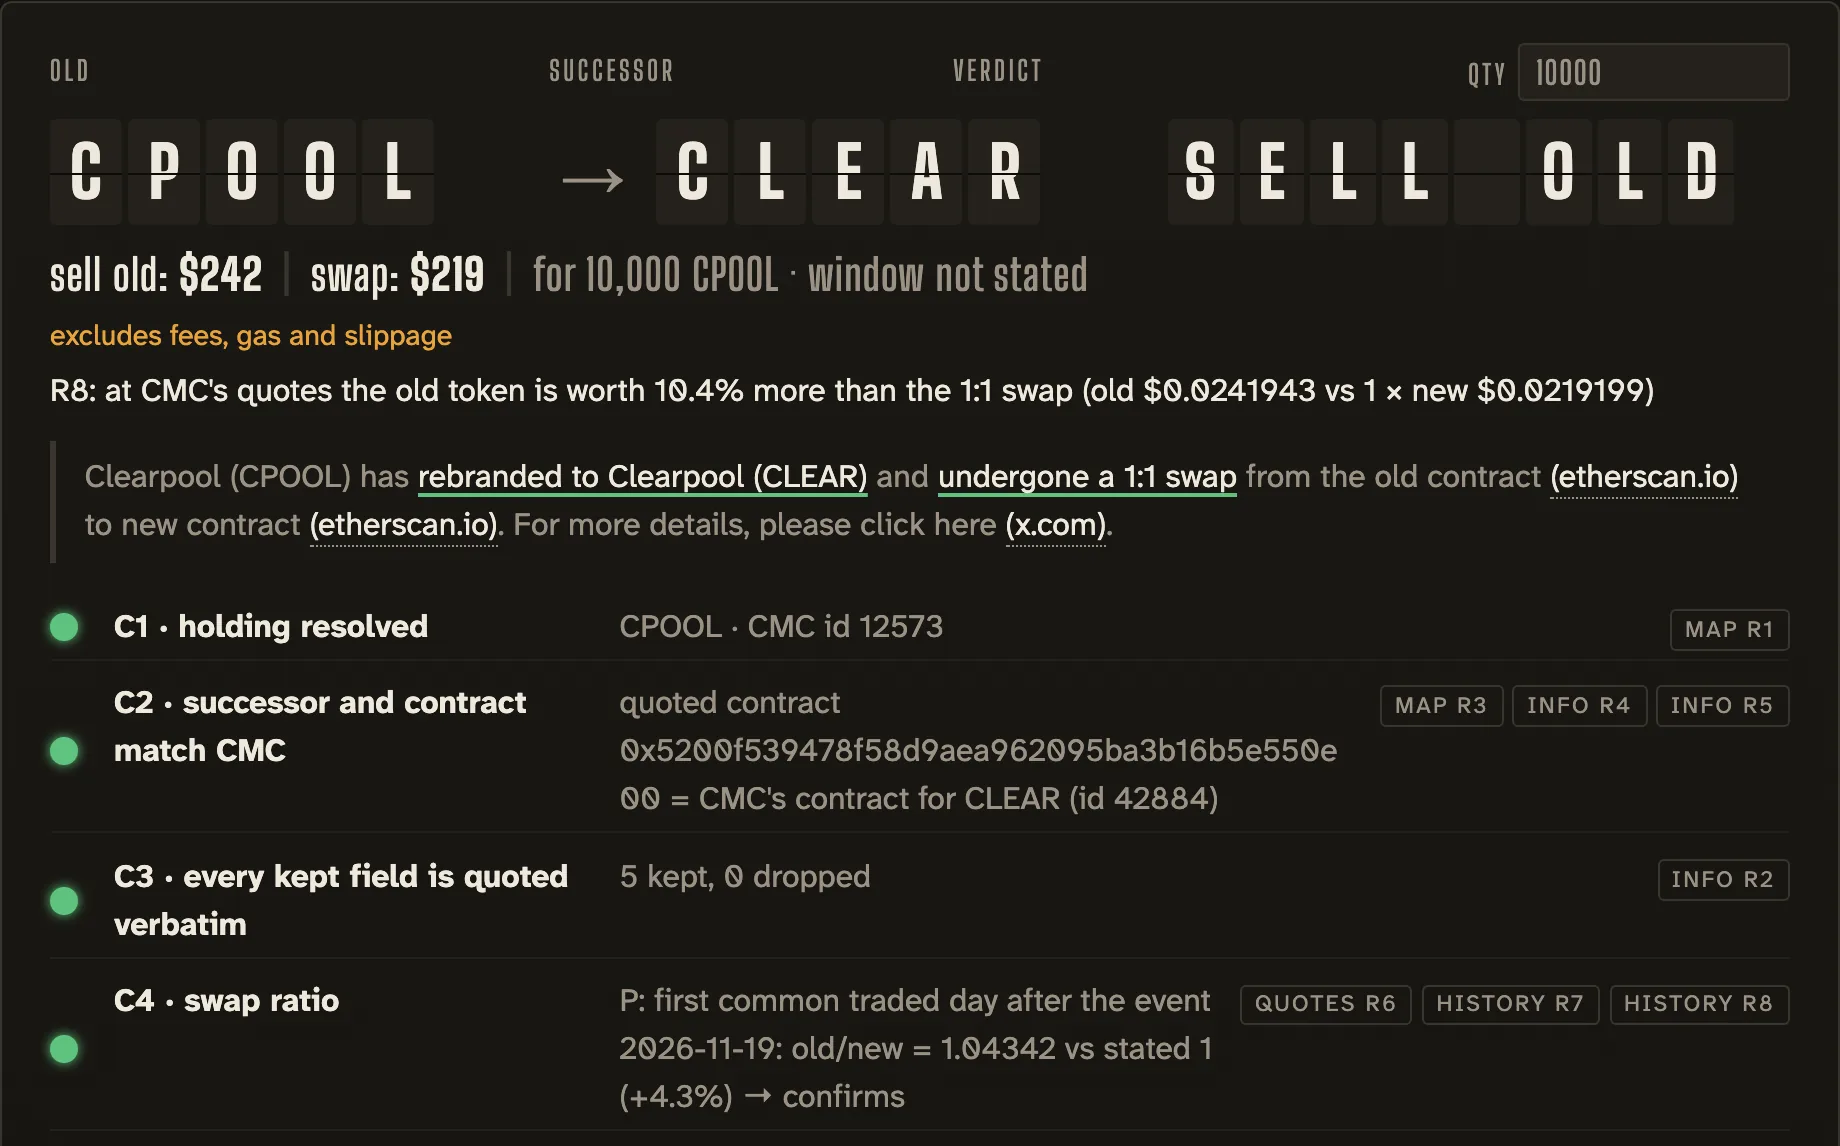 OLD SUCCESSOR VERDICT QTY 10000
CPOOL → CLEAR SELL OLD
sell old: $242 | swap: $219 | for 10,000 CPOOL · window not stated
excludes fees, gas and slippage
R8: at CMC's quotes the old token is worth 10.4% more than the 1:1 swap (old $0.0241943 vs 1 × new $0.0219199)
Clearpool (CPOOL) has rebranded to Clearpool (CLEAR) and undergone a 1:1 swap from the old contract (etherscan.io)
to new contract (etherscan.io). For more details, please click here (x.com).
C1 · holding resolved CPOOL · CMC id 12573 MAP R1
C2 · successor and contract quoted contract MAP R3 INFO R4 INFO R5
match CMC 0x5200f539478f58d9aea962095ba3b16b5e550e
00 = CMC's contract for CLEAR (id 42884)
C3 · every kept field is quoted 5 kept, 0 dropped INFO R2
verbatim
C4 · swap ratio P: first common traded day after the event QUOTES R6 HISTORY R7 HISTORY R8
2026-11-19: old/new = 1.04342 vs stated 1
(+4.3%) → confirms